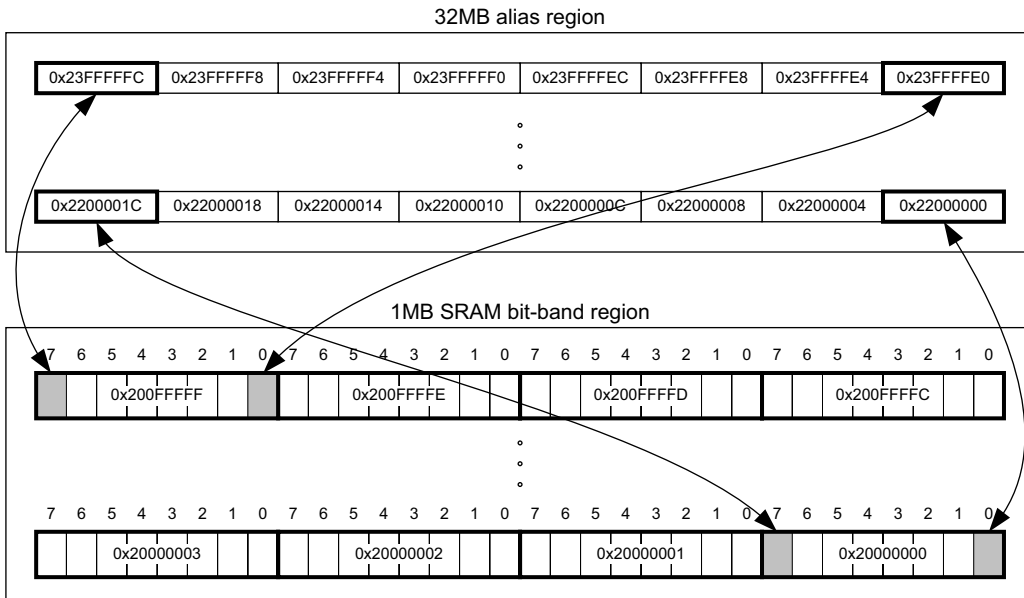 32MB alias region
0x23FFFFFC 0x23FFFFF8 0x23FFFFF4 0x23FFFFF0 0x23FFFFEC 0x23FFFFE8 0x23FFFFE4 0x23FFFFE0
0x2200001C 0x22000018 0x22000014 0x22000010 0x2200000C 0x22000008 0x22000004 0x22000000
1MB SRAM bit-band region
7 6 5 4 3 2 1 0 7 6 5 4 3 2 1 0 7 6 5 4 3 2 1 0 7 6 5 4 3 2 1 0
0x200FFFFF 0x200FFFFE 0x200FFFFD 0x200FFFFC
7 6 5 4 3 2 1 0 7 6 5 4 3 2 1 0 7 6 5 4 3 2 1 0 7 6 5 4 3 2 1 0
0x20000003 0x20000002 0x20000001 0x20000000